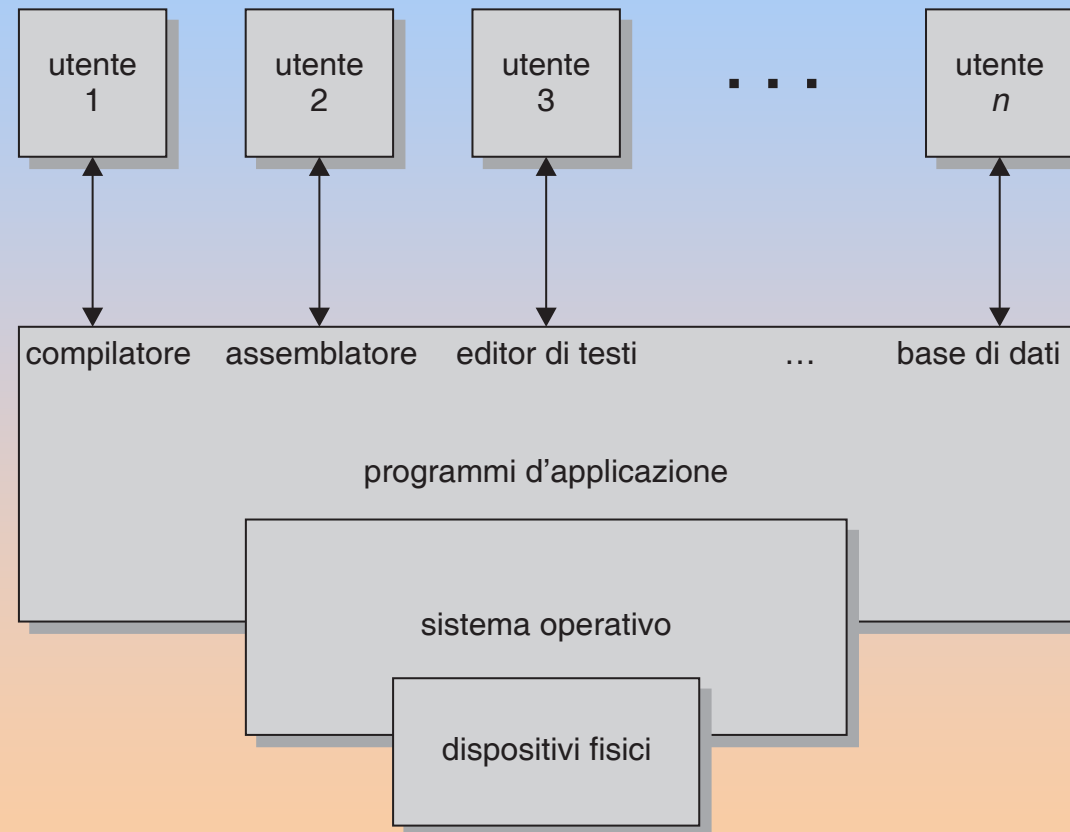 utente
1
utente
2
utente
3
. . .
utente
n
compilatore assemblatore editor di testi … base di dati
programmi d'applicazione
sistema operativo
dispositivi fisici